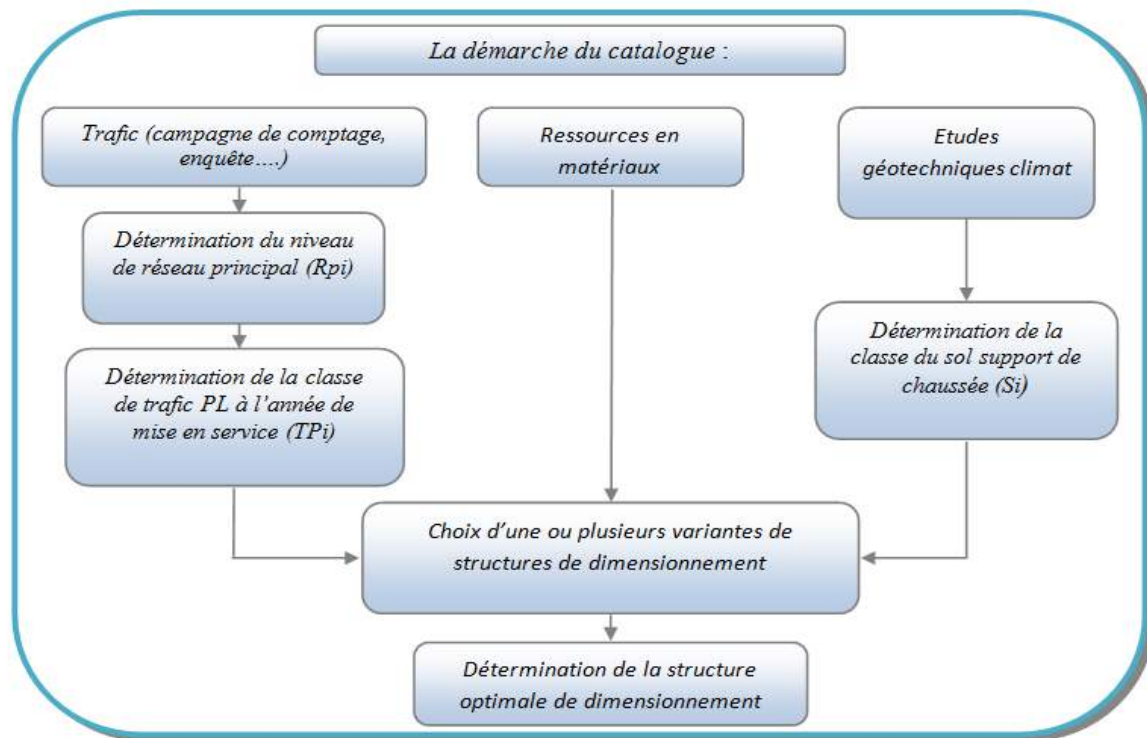 La démarche du catalogue :
Trafic (campagne de comptage,
enquête....)
Ressources en
matériaux
Etudes
géotechniques climat
Détermination du niveau
de réseau principal (Rpi)
Détermination de la classe
de trafic PL à l'année de
mise en service (TPi)
Détermination de la
classe du sol support de
chaussée (Si)
Choix d'une ou plusieurs variantes de
structures de dimensionnement
Détermination de la structure
optimale de dimensionnement